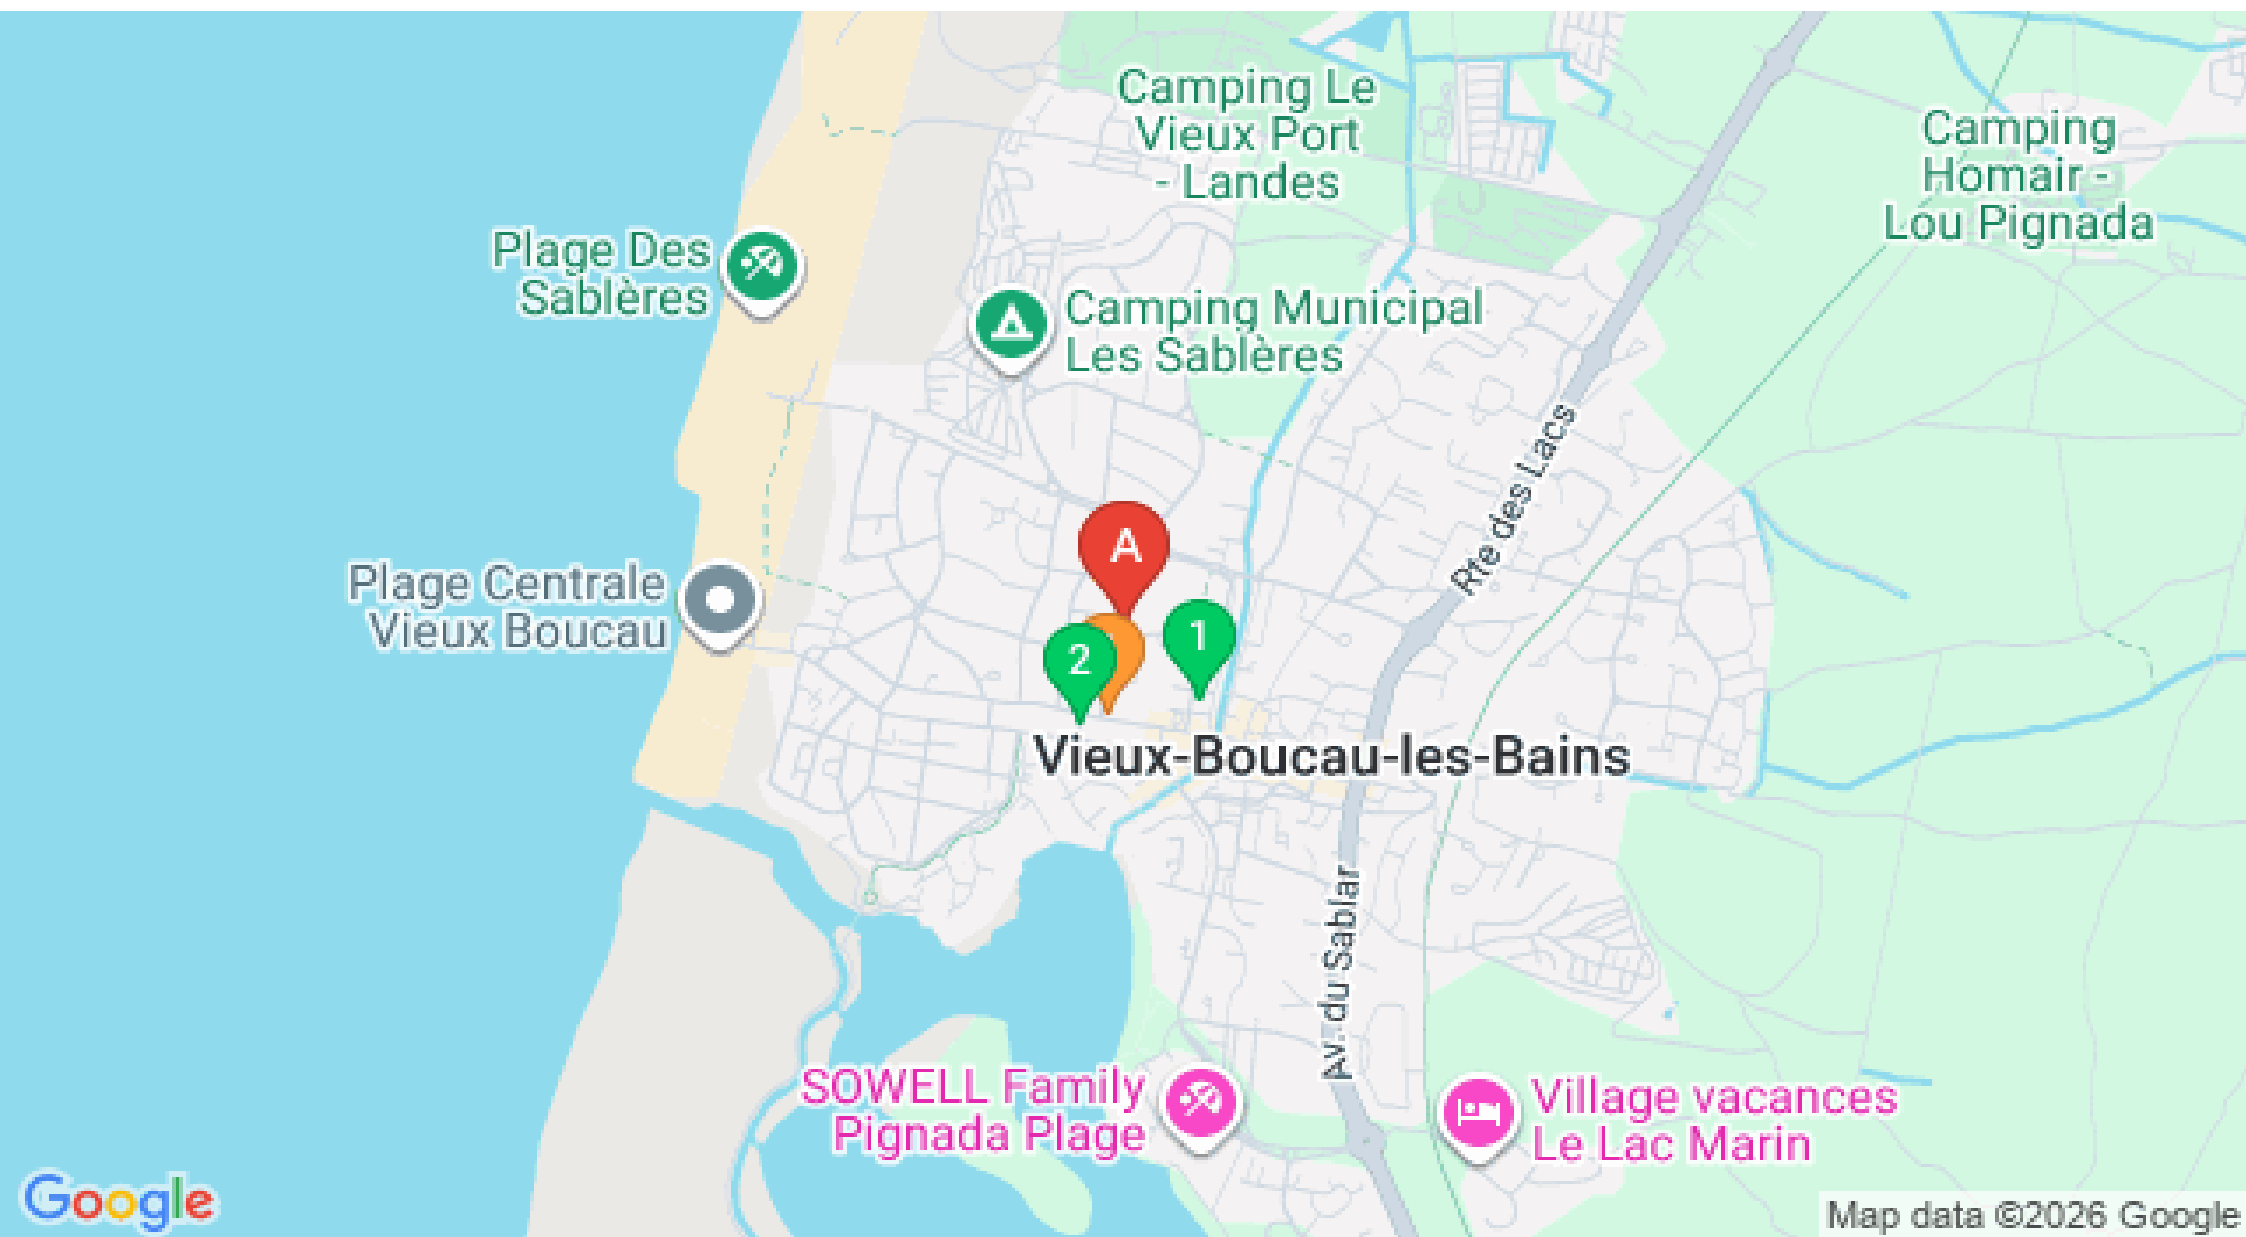 Camping Le
Vieux Port
- Landes
Camping
Homair -
Lou Pignada
Plage Des
Sablères
Camping Municipal
Les Sablères
Rte des Lacs
A
Plage Centrale
Vieux Boucau
1
2
Vieux-Boucau-les-Bains
Av. du Sablar
SOWELL Family
Pignada Plage
Village vacances
Le Lac Marin
Google
Map data ©2026 Google